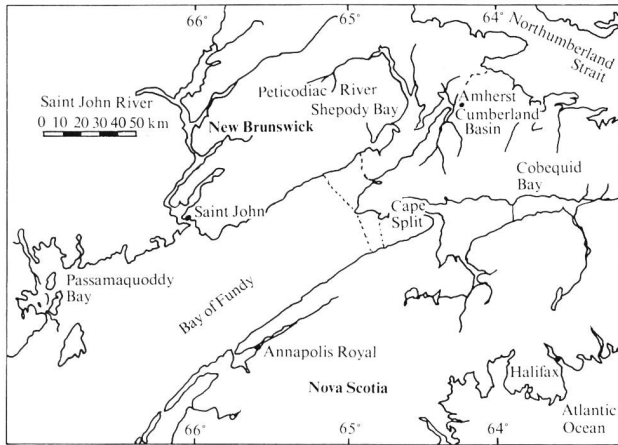 66°
65°
64°
Northumberland
Strait
Peticodiac River
Shepody Bay
Amherst
Cumberland
Basin
Saint John River
0 10 20 30 40 50 km
New Brunswick
Cobequid
Bay
Cape
Split
Saint John
Passamaquoddy
Bay
Bay of Fundy
Annapolis Royal
Halifax
Nova Scotia
Atlantic
Ocean
66°
65°
64°